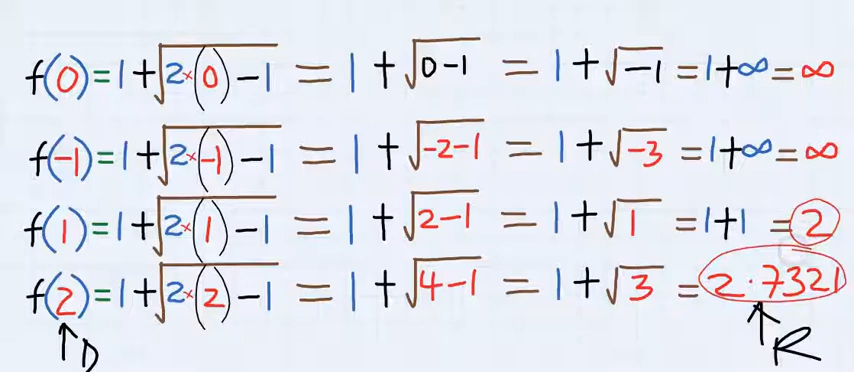 f(0)=1+√(2×(0)−1) = 1+√(0−1) = 1+√(−1) =1+∞=∞
f(−1)=1+√(2×(−1)−1) = 1+√(−2−1) = 1+√(−3) =1+∞=∞
f(1)=1+√(2×(1)−1) = 1+√(2−1) = 1+√1 =1+1 =2
f(2)=1+√(2×(2)−1) = 1+√(4−1) = 1+√3 =2·7321
↑D ↑R